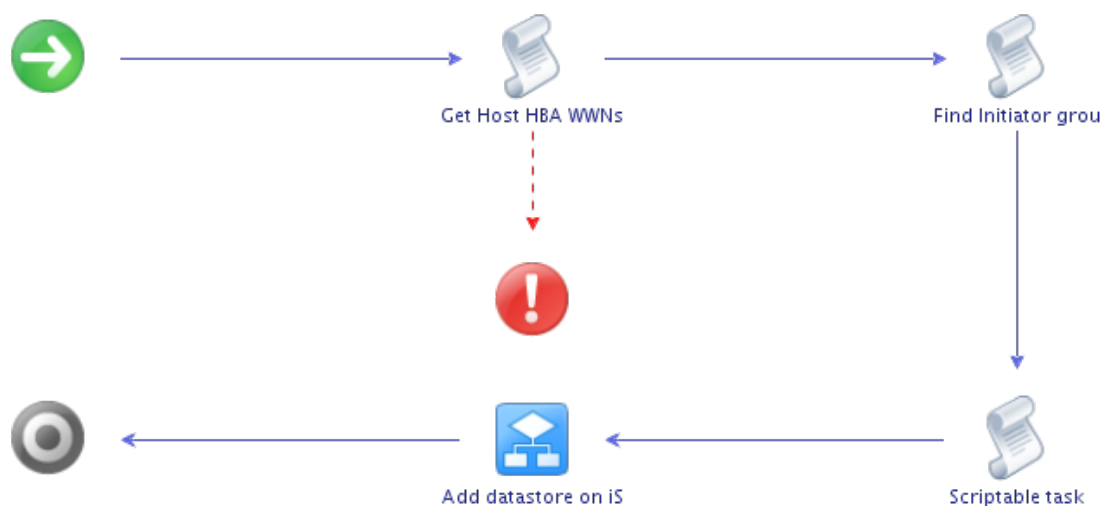 Get Host HBA WWNs
Find Initiator grou
Add datastore on iS
Scriptable task